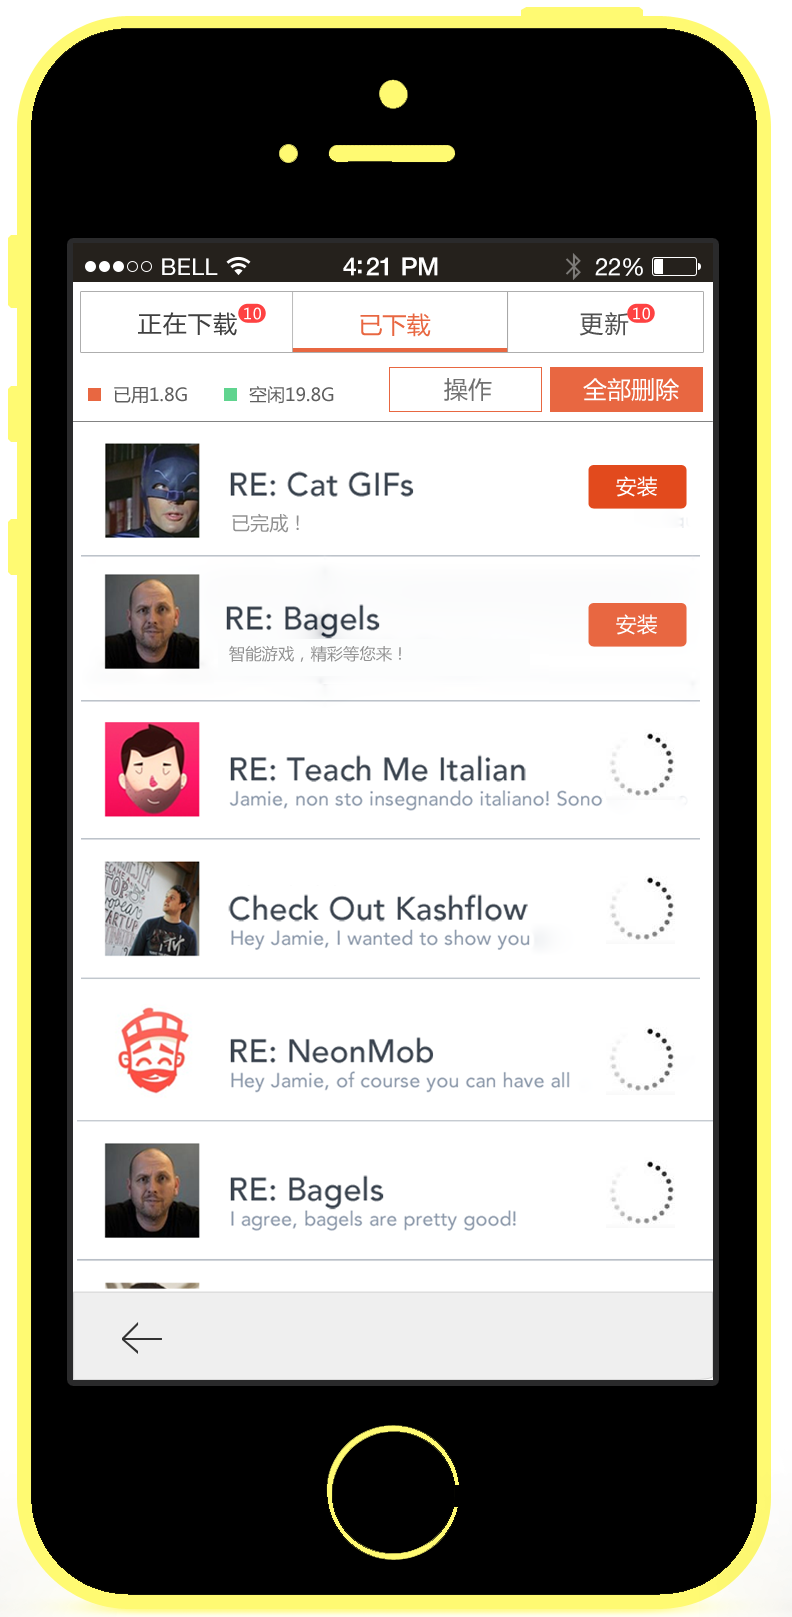 BELL 4:21 PM 22%
正在下载 10 已下载 更新 10
已用1.8G 空闲19.8G 操作 全部删除
RE: Cat GIFs
安装
已完成！
RE: Bagels
安装
智能游戏，精彩等您来！
RE: Teach Me Italian
Jamie, non sto insegnando italiano! Sono
Check Out Kashflow
Hey Jamie, I wanted to show you
RE: NeonMob
Hey Jamie, of course you can have all
RE: Bagels
I agree, bagels are pretty good!